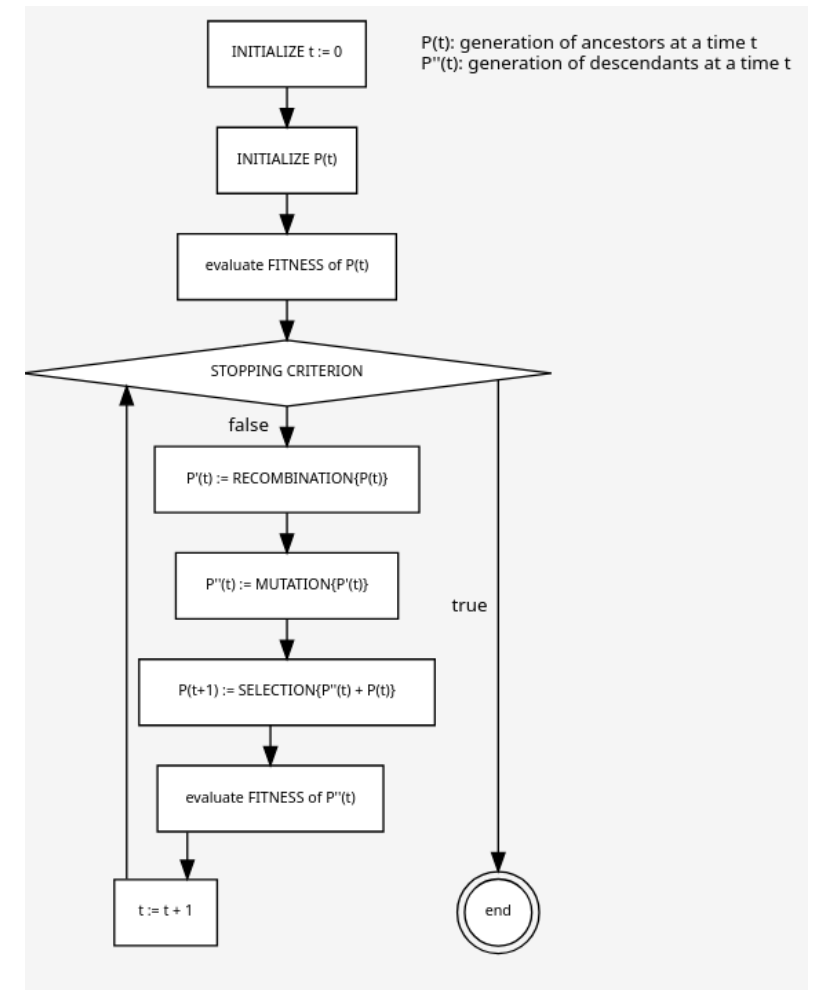 INITIALIZE t := 0
P(t): generation of ancestors at a time t
P''(t): generation of descendants at a time t
INITIALIZE P(t)
evaluate FITNESS of P(t)
STOPPING CRITERION
false
P'(t) := RECOMBINATION{P(t)}
P''(t) := MUTATION{P'(t)}
true
P(t+1) := SELECTION{P''(t) + P(t)}
evaluate FITNESS of P''(t)
t := t + 1
end